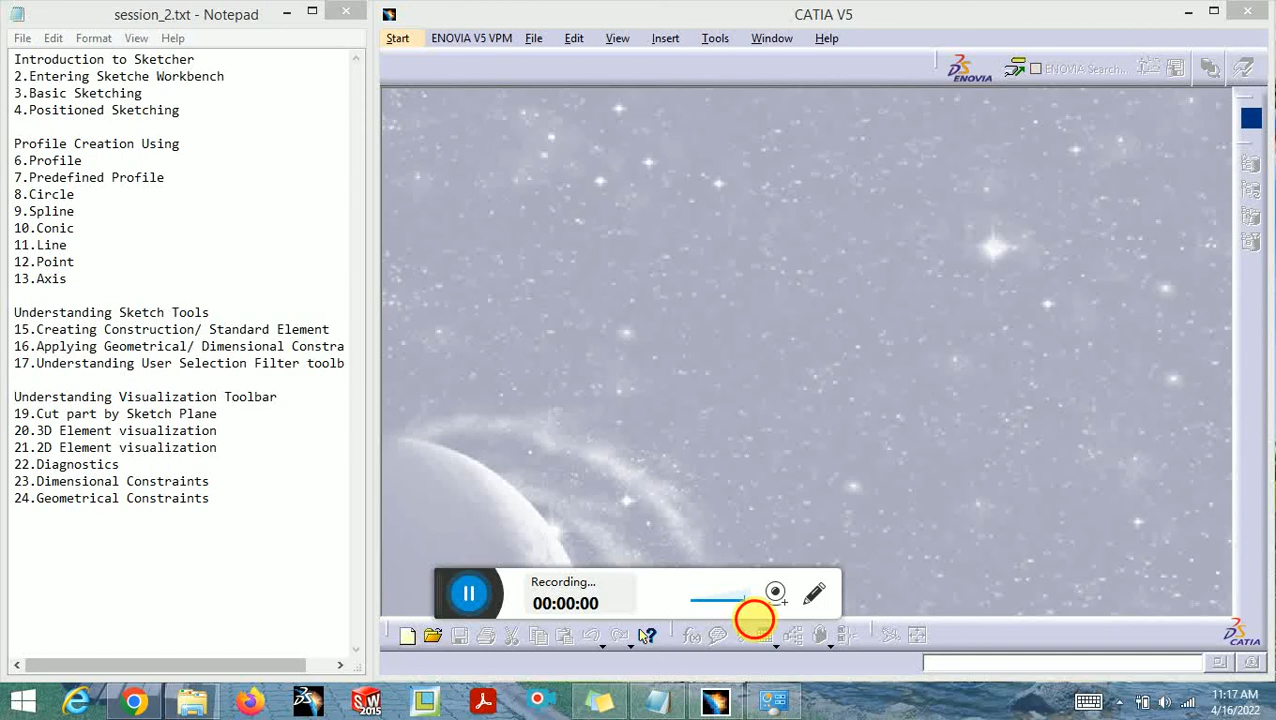 session_2.txt - Notepad
File Edit Format View Help
Introduction to Sketcher
2.Entering Sketche Workbench
3.Basic Sketching
4.Positioned Sketching
Profile Creation Using
6.Profile
7.Predefined Profile
8.Circle
9.Spline
10.Conic
11.Line
12.Point
13.Axis
Understanding Sketch Tools
15.Creating Construction/ Standard Element
16.Applying Geometrical/ Dimensional Constra
17.Understanding User Selection Filter toolb
Understanding Visualization Toolbar
19.Cut part by Sketch Plane
20.3D Element visualization
21.2D Element visualization
22.Diagnostics
23.Dimensional Constraints
24.Geometrical Constraints
CATIA V5
Start ENOVIA V5 VPM File Edit View Insert Tools Window Help
ENOVIA
ENOVIA Search...
Recording...
00:00:00
CATIA
SW
2015
11:17 AM
4/16/2022